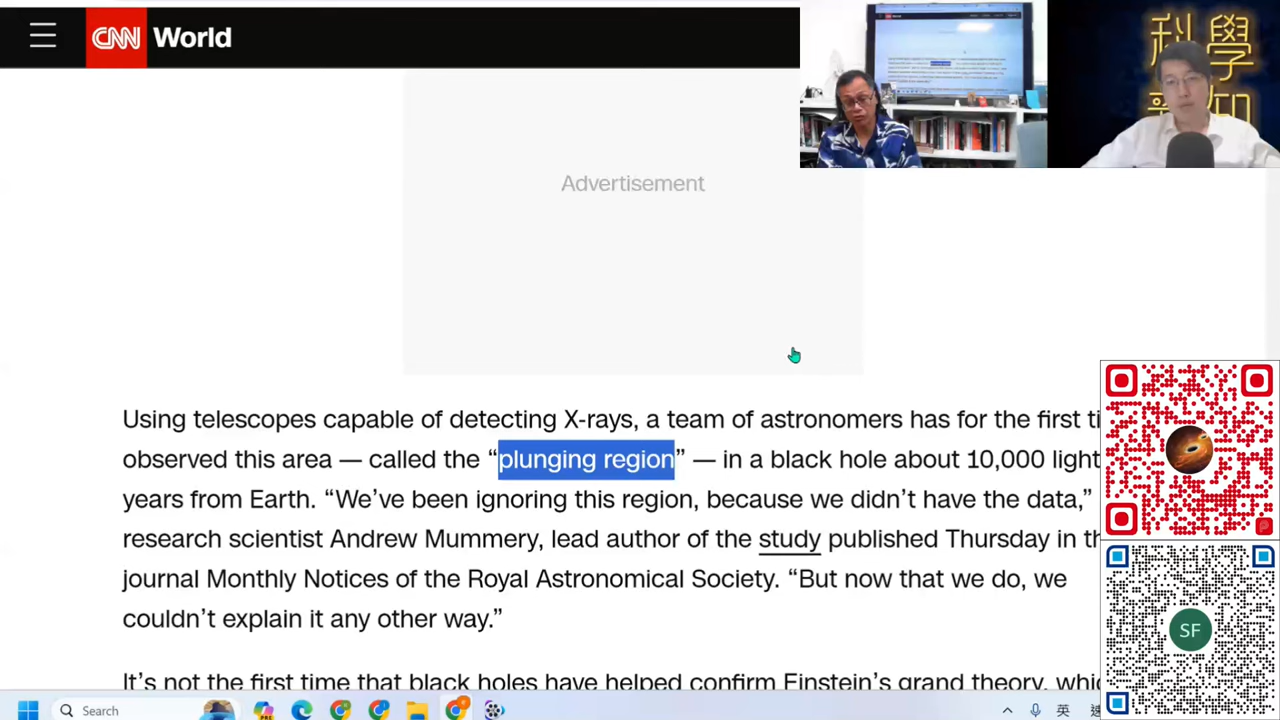 CNN World
科學
知
Advertisement
Using telescopes capable of detecting X-rays, a team of astronomers has for the first ti
observed this area — called the “plunging region” — in a black hole about 10,000 light
years from Earth. “We’ve been ignoring this region, because we didn’t have the data,”
research scientist Andrew Mummery, lead author of the study published Thursday in th
journal Monthly Notices of the Royal Astronomical Society. “But now that we do, we
couldn’t explain it any other way.”
SF
It’s not the first time that black holes have helped confirm Einstein’s grand theory, whic
Search
英